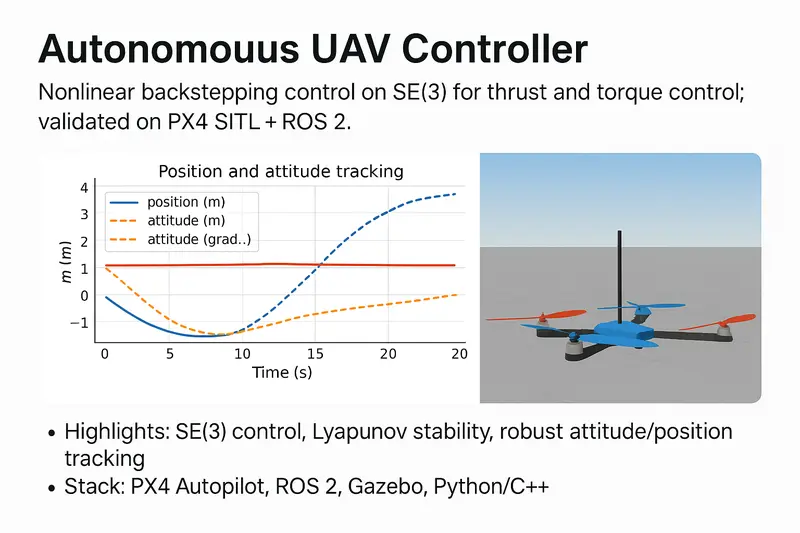 Autonomouus UAV Controller
Nonlinear backstepping control on SE(3) for thrust and torque control;
validated on PX4 SITL + ROS 2.
Position and attitude tracking
position (m)
attitude (m)
attitude (grad..)
m (m)
4
3
2
1
0
−1
0 5 10 15 20 20
Time (s)
• Highlights: SE(3) control, Lyapunov stability, robust attitude/position
tracking
• Stack: PX4 Autopilot, ROS 2, Gazebo, Python/C++